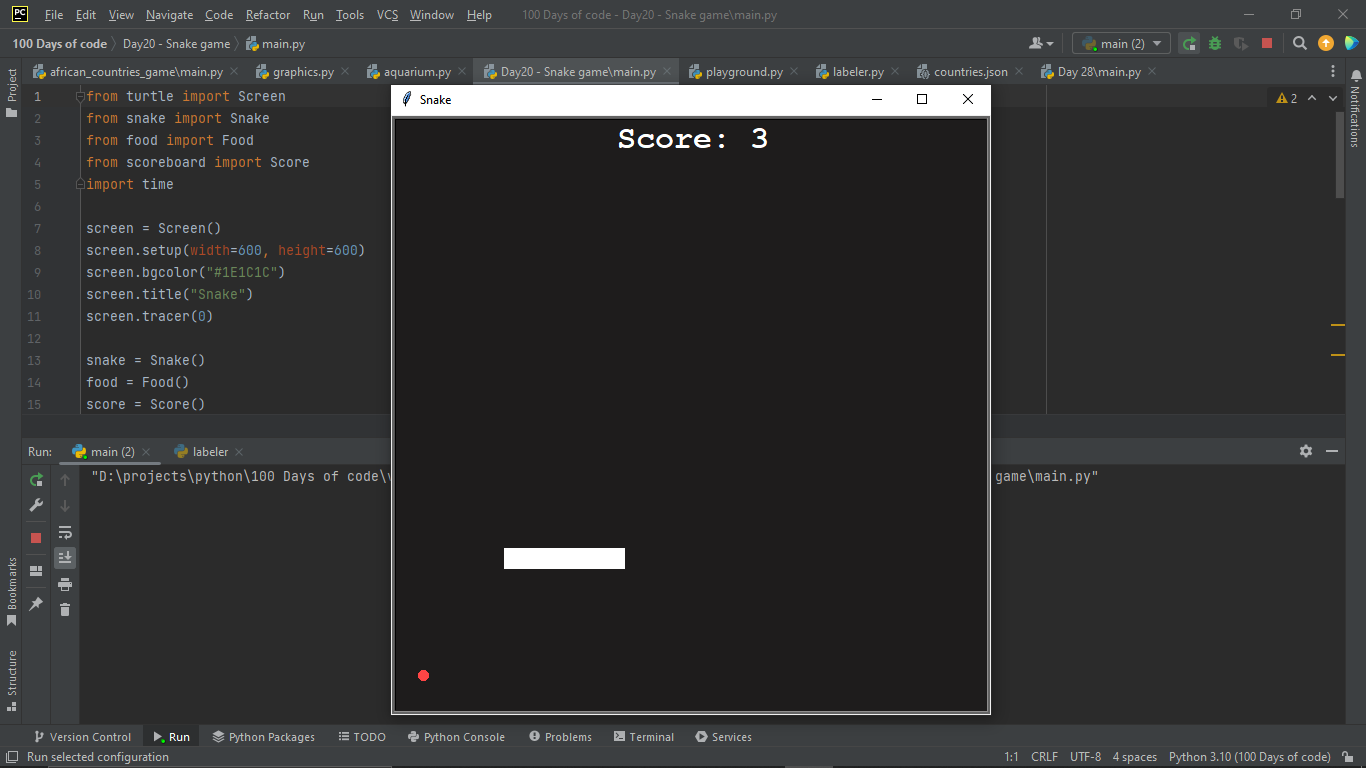 PC File Edit View Navigate Code Refactor Run Tools VCS Window Help 100 Days of code - Day20 - Snake game\main.py
100 Days of code Day20 - Snake game main.py main (2)
african_countries_game\main.py graphics.py aquarium.py Day20 - Snake game\main.py playground.py labeler.py countries.json Day 28\main.py
Project
Notifications
1 from turtle import Screen
2 from snake import Snake
3 from food import Food
4 from scoreboard import Score
5 import time
6
7 screen = Screen()
8 screen.setup(width=600, height=600)
9 screen.bgcolor("#1E1C1C")
10 screen.title("Snake")
11 screen.tracer(0)
12
13 snake = Snake()
14 food = Food()
15 score = Score()
2
Snake
Score: 3
Run: main (2) labeler
"D:\projects\python\100 Days of code\
game\main.py"
Bookmarks
Structure
Version Control Run Python Packages TODO Python Console Problems Terminal Services
Run selected configuration 1:1 CRLF UTF-8 4 spaces Python 3.10 (100 Days of code)